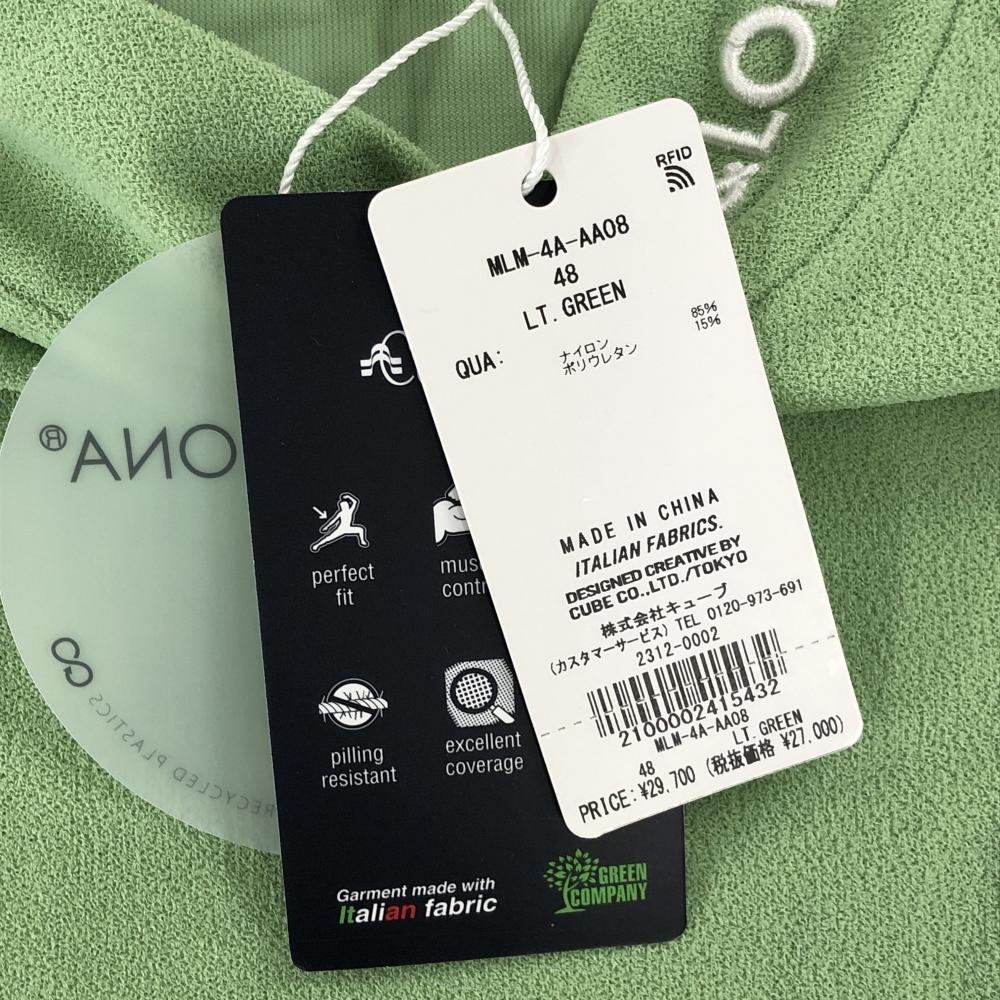 RFID
MLM-4A-AA08
48
LT.GREEN
QUA:
ナイロン 85%
ポリウレタン 15%
MADE IN CHINA
ITALIAN FABRICS.
DESIGNED CREATIVE BY
CUBE CO.,LTD./TOKYO
株式会社キューブ
(カスタマーサービス) TEL 0120-973-691
2312-0002
2100002415432
MLM-4A-AA08
48 LT.GREEN
PRICE:¥29,700 (税抜価格 ¥27,000)
perfect
fit
pilling
resistant
excellent
coverage
Garment made with
Italian fabric
GREEN
COMPANY
ONA®
RECYCLED PLASTICS
LO